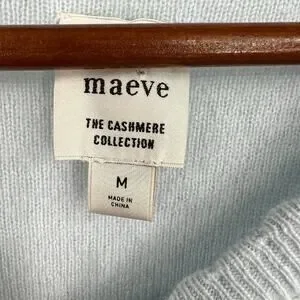 maeve
THE CASHMERE
COLLECTION
M
MADE IN
CHINA